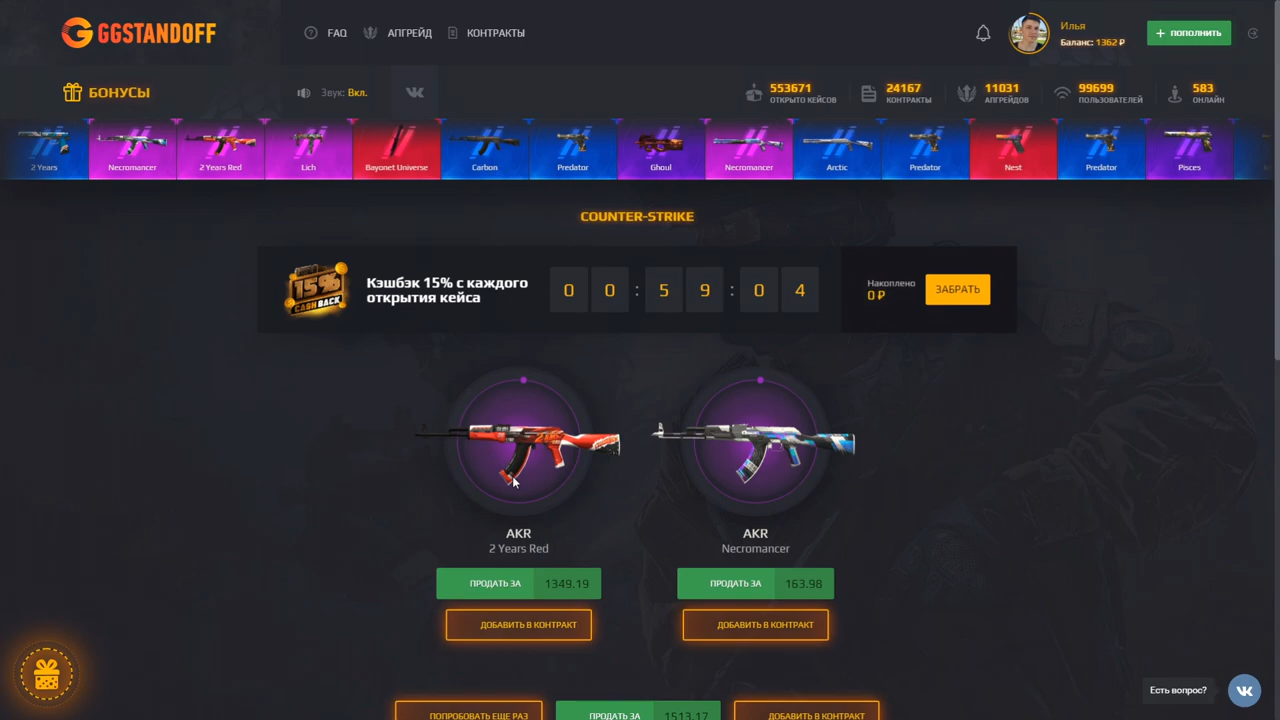 GGSTANDOFF
FAQ
АПГРЕЙД
КОНТРАКТЫ
Илья
Баланс: 1362 ₽
+ ПОПОЛНИТЬ
БОНУСЫ
Звук: Вкл.
553671
ОТКРЫТО КЕЙСОВ
24167
КОНТРАКТЫ
11031
АПГРЕЙДОВ
99699
ПОЛЬЗОВАТЕЛЕЙ
583
ОНЛАЙН
2 Years
Necromancer
2 Years Red
Lich
Bayonet Universe
Carbon
Predator
Ghoul
Necromancer
Arctic
Predator
Nest
Predator
Pisces
COUNTER-STRIKE
15%
CASHBACK
Кэшбэк 15% с каждого
открытия кейса
0 0 : 5 9 : 0 4
Накоплено
0 ₽
ЗАБРАТЬ
AKR
2 Years Red
ПРОДАТЬ ЗА 1349.19
ДОБАВИТЬ В КОНТРАКТ
AKR
Necromancer
ПРОДАТЬ ЗА 163.98
ДОБАВИТЬ В КОНТРАКТ
ПОПРОБОВАТЬ ЕЩЕ РАЗ
ПРОДАТЬ ЗА 1513.17
ДОБАВИТЬ В КОНТРАКТ
Есть вопрос?